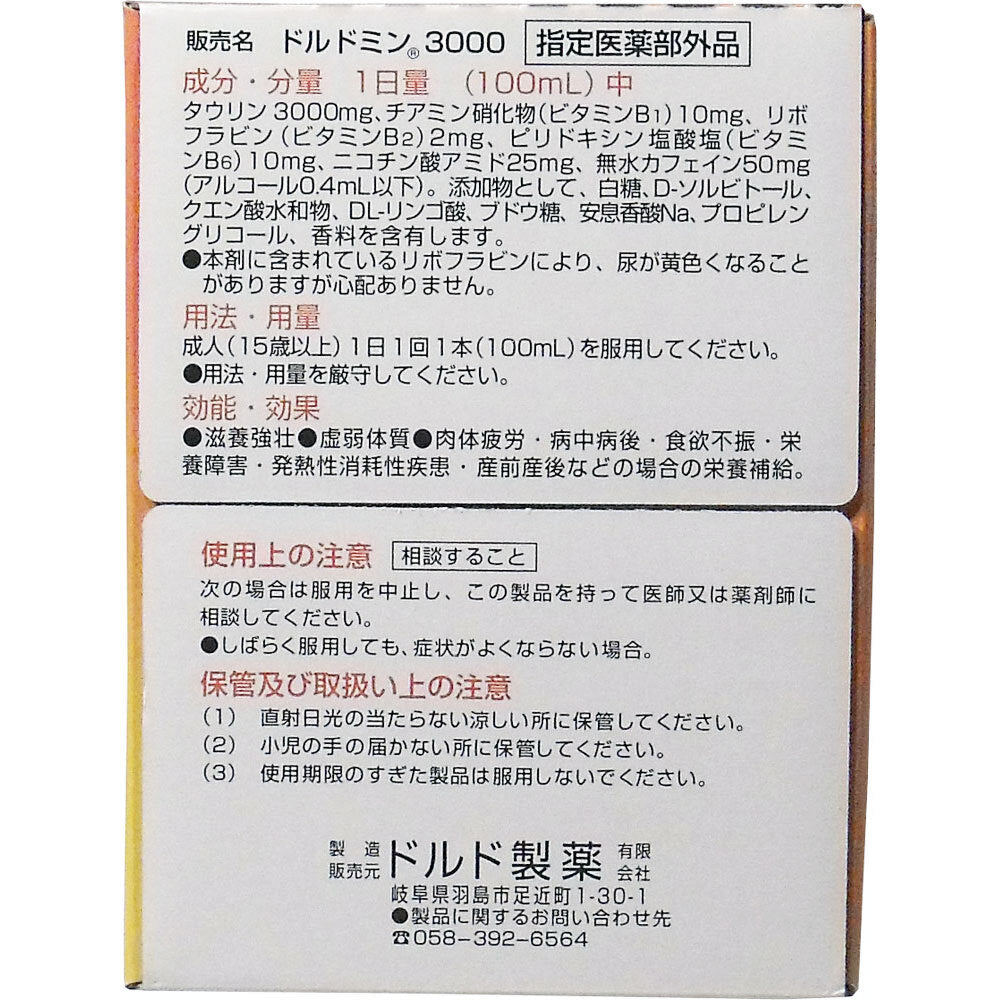 販売名 ドルドミン®3000 指定医薬部外品
成分・分量 1日量 (100mL)中
タウリン3000mg、チアミン硝化物(ビタミンB1)10mg、リボ
フラビン(ビタミンB2)2mg、ピリドキシン塩酸塩(ビタミ
ンB6)10mg、ニコチン酸アミド25mg、無水カフェイン50mg
(アルコール0.4mL以下)。添加物として、白糖、D-ソルビトール、
クエン酸水和物、DL-リンゴ酸、ブドウ糖、安息香酸Na、プロピレン
グリコール、香料を含有します。
●本剤に含まれているリボフラビンにより、尿が黄色くなること
がありますが心配ありません。
用法・用量
成人(15歳以上)1日1回1本(100mL)を服用してください。
●用法・用量を厳守してください。
効能・効果
●滋養強壮●虚弱体質●肉体疲労・病中病後・食欲不振・栄
養障害・発熱性消耗性疾患・産前産後などの場合の栄養補給。
使用上の注意 相談すること
次の場合は服用を中止し、この製品を持って医師又は薬剤師に
相談してください。
●しばらく服用しても、症状がよくならない場合。
保管及び取扱い上の注意
(1) 直射日光の当たらない涼しい所に保管してください。
(2) 小児の手の届かない所に保管してください。
(3) 使用期限のすぎた製品は服用しないでください。
製造販売元 ドルド製薬 有限会社
岐阜県羽島市足近町1-30-1
●製品に関するお問い合わせ先
☎058-392-6564